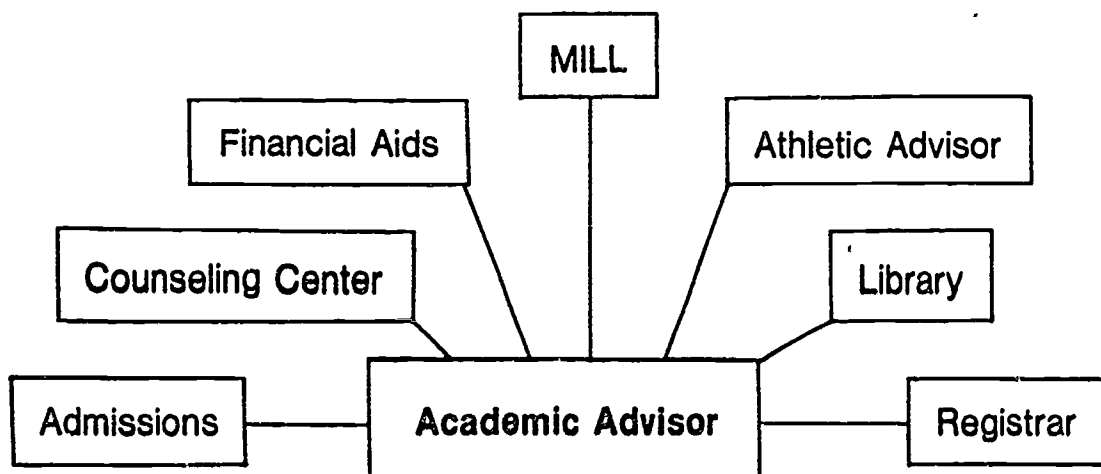 MILL
Financial Aids
Athletic Advisor
Counseling Center
Library
Admissions
Academic Advisor
Registrar